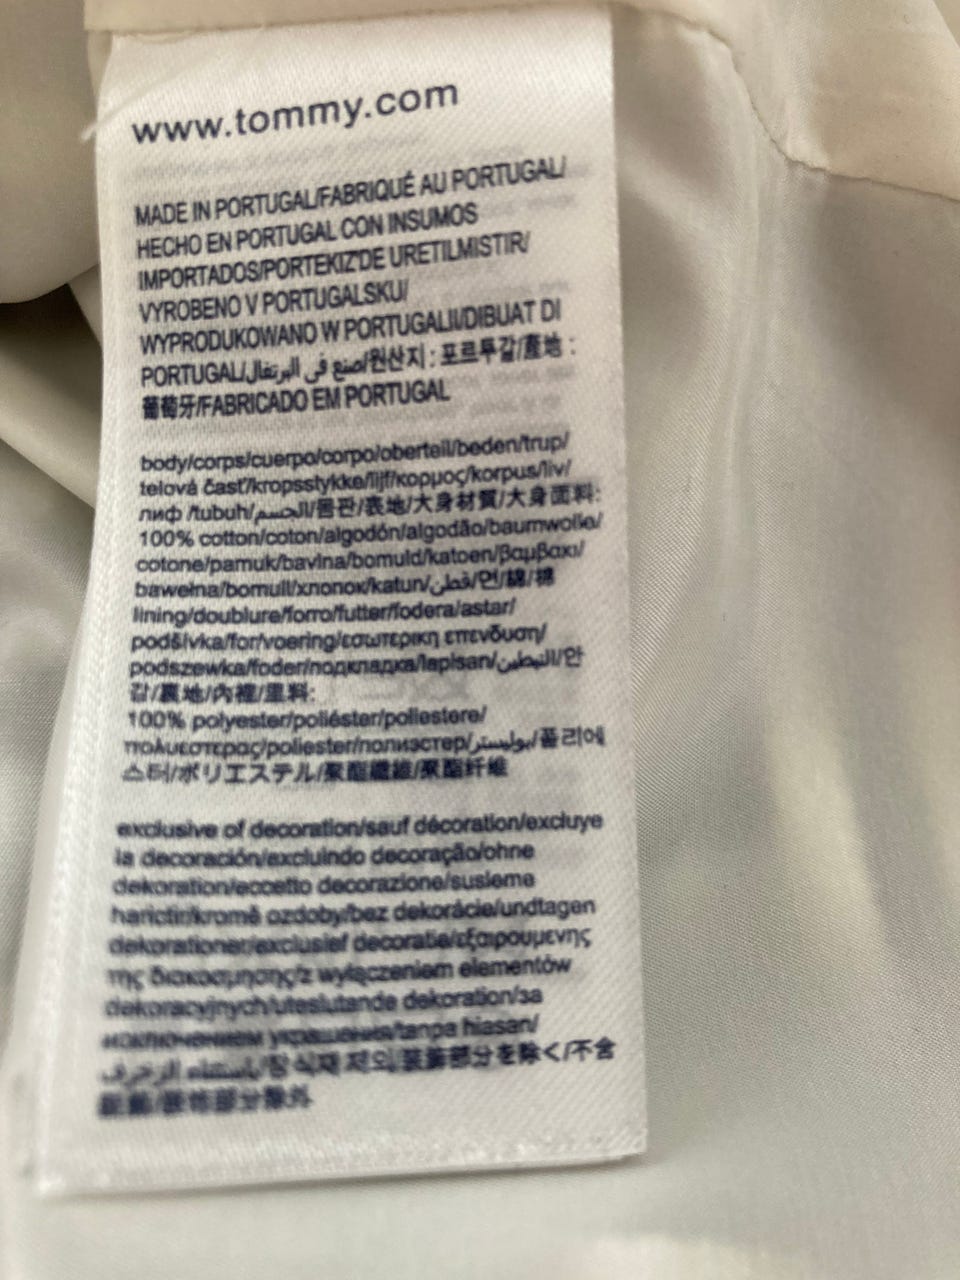 www.tommy.com
MADE IN PORTUGAL/FABRIQUÉ AU PORTUGAL/
HECHO EN PORTUGAL CON INSUMOS
IMPORTADOS/PORTEKIZ'DE URETILMISTIR/
VYROBENO V PORTUGALSKU/
WYPRODUKOWANO W PORTUGALII/DIBUAT DI
PORTUGAL/صنع في البرتغال/원산지 : 포르투갈/產地 :
葡萄牙/FABRICADO EM PORTUGAL
body/corps/cuerpo/corpo/oberteil/beden/trup/
telová časť/kropsstykke/lijf/κορμος/korpus/liv/
лиф /tubuh/الجسم/몸판/表地/大身材質/大身面料:
100% cotton/coton/algodón/algodão/baumwolle/
cotone/pamuk/bavlna/bomuld/katoen/βαμβακι/
bawełna/bomull/хлопок/katun/قطن/면/綿/棉
lining/doublure/forro/futter/fodera/astar/
podšívka/for/voering/εσωτερικη επενδυση/
podszewka/foder/подкладка/lapisan/التبطين/안
감/裏地/內裡/里料:
100% polyester/poliéster/poliestere/
πολυεστερας/poliester/полиэстер/بوليستر/폴리에
스터/ポリエステル/聚酯纖維/聚酯纤维
exclusive of decoration/sauf décoration/excluye
la decoración/excluindo decoração/ohne
dekoration/eccetto decorazione/susleme
harictir/kromě ozdoby/bez dekorácie/undtagen
dekorationer/exclusief decoratie/εξαιρουμενης
της διακοσμησης/z wyłączeniem elementów
dekoracyjnych/uteslutande dekoration/за
исключением украшения/tanpa hiasan/
باستثناء الزخرف/장식재 제외/装飾部分を除く/不含
部分除外